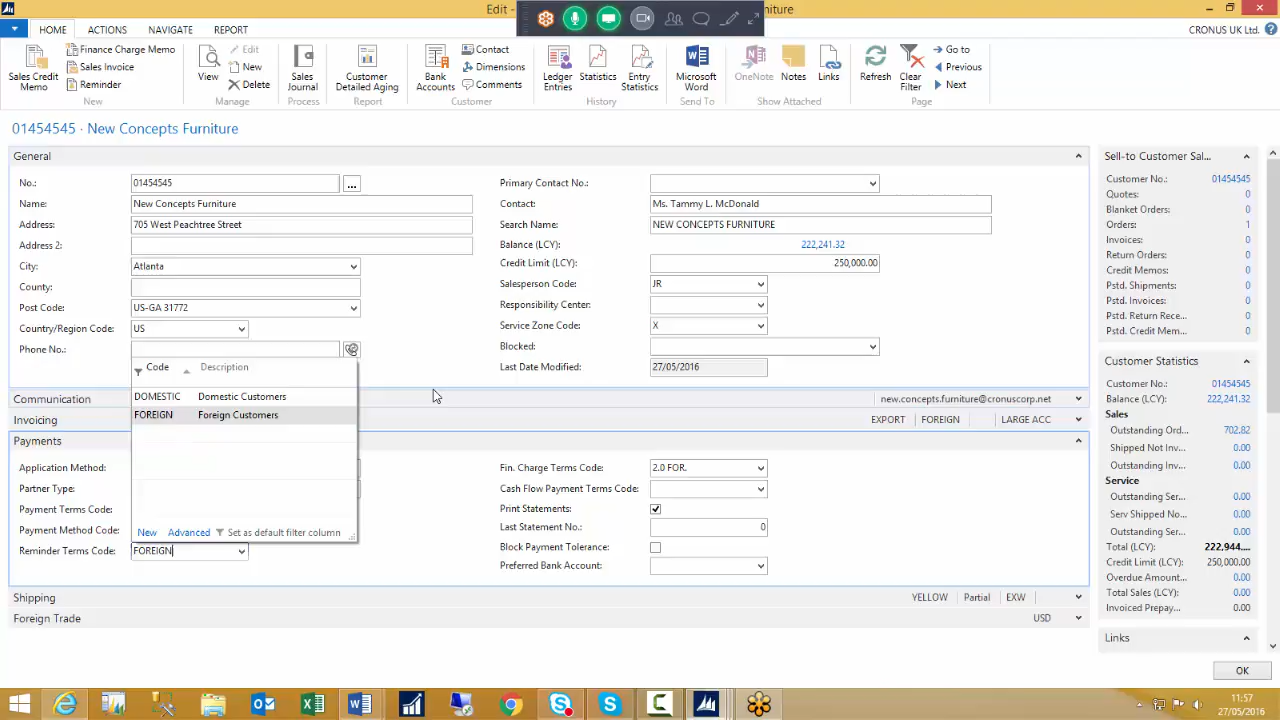 Edit - urniture
HOME ACTIONS NAVIGATE REPORT CRONUS UK Ltd.
Sales Credit Memo
Finance Charge Memo
Sales Invoice
Reminder
New
View
Edit
New
Delete
Manage
Sales Journal
Process
Customer Detailed Aging
Report
Bank Accounts
Contact
Dimensions
Comments
Customer
Ledger Entries
Statistics
Entry Statistics
History
Microsoft Word
Send To
OneNote
Notes
Links
Show Attached
Refresh
Clear Filter
Go to
Previous
Next
Page
01454545 · New Concepts Furniture
General
No.: 01454545 ...
Name: New Concepts Furniture
Address: 705 West Peachtree Street
Address 2:
City: Atlanta
County:
Post Code: US-GA 31772
Country/Region Code: US
Phone No.:
Primary Contact No.:
Contact: Ms. Tammy L. McDonald
Search Name: NEW CONCEPTS FURNITURE
Balance (LCY): 222,241.32
Credit Limit (LCY): 250,000.00
Salesperson Code: JR
Responsibility Center:
Service Zone Code: X
Blocked:
Last Date Modified: 27/05/2016
Code Description
DOMESTIC Domestic Customers
FOREIGN Foreign Customers
New Advanced Set as default filter column
Communication new.concepts.furniture@cronuscorp.net
Invoicing EXPORT FOREIGN LARGE ACC
Payments
Application Method:
Partner Type:
Payment Terms Code:
Payment Method Code:
Reminder Terms Code: FOREIGN
Fin. Charge Terms Code: 2.0 FOR.
Cash Flow Payment Terms Code:
Print Statements:
Last Statement No.: 0
Block Payment Tolerance:
Preferred Bank Account:
Shipping YELLOW Partial EXW
Foreign Trade USD
Sell-to Customer Sal...
Customer No.: 01454545
Quotes: 0
Blanket Orders: 0
Orders: 1
Invoices: 0
Return Orders: 0
Credit Memos: 0
Pstd. Shipments: 0
Pstd. Invoices: 0
Pstd. Return Rece... 0
Pstd. Credit Mem... 0
Customer Statistics
Customer No.: 01454545
Balance (LCY): 222,241.32
Sales
Outstanding Ord... 702.82
Shipped Not Inv... 0.00
Outstanding Inv... 0.00
Service
Outstanding Ser... 0.00
Serv Shipped No... 0.00
Outstanding Ser... 0.00
Total (LCY): 222,944....
Credit Limit (LCY): 250,000.00
Overdue Amount... 0.00
Total Sales (LCY): 0.00
Invoiced Prepay... 0.00
Links
OK
11:57
27/05/2016